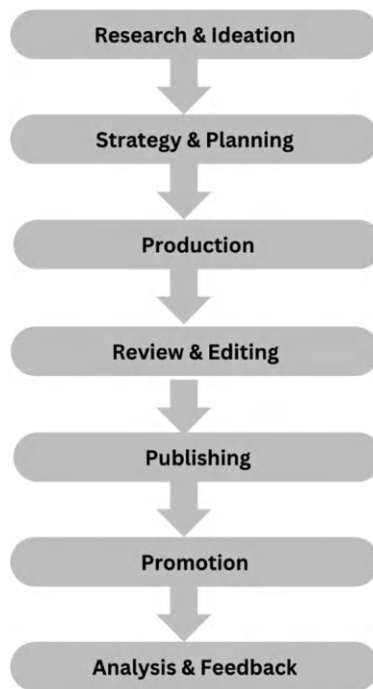 Research & Ideation
Strategy & Planning
Production
Review & Editing
Publishing
Promotion
Analysis & Feedback